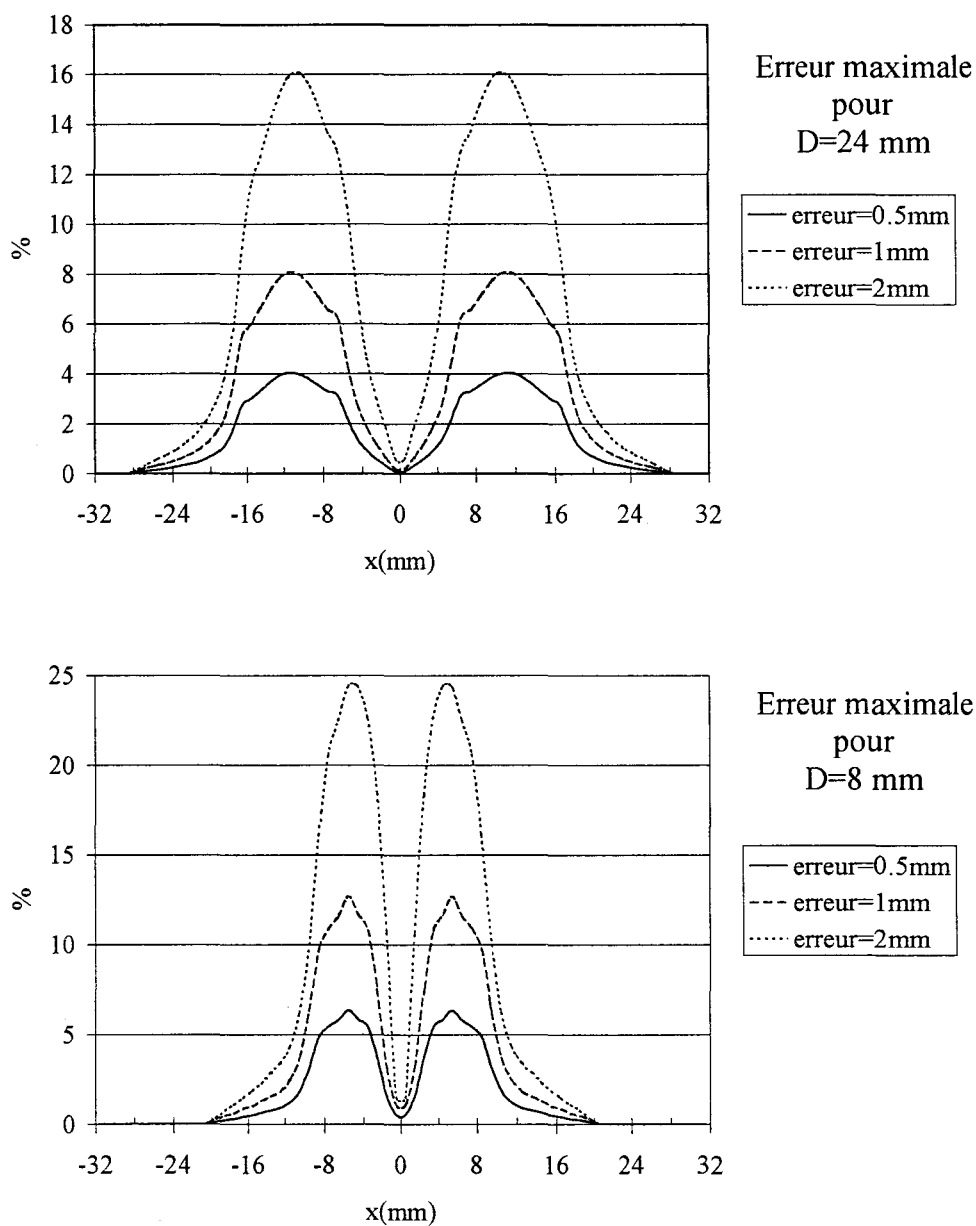 18
16
14
12
10
8
6
4
2
0
%
-32 -24 -16 -8 0 8 16 24 32
x(mm)
Erreur maximale
pour
D=24 mm
erreur=0.5mm
erreur=1mm
erreur=2mm
25
20
15
10
5
0
%
-32 -24 -16 -8 0 8 16 24 32
x(mm)
Erreur maximale
pour
D=8 mm
erreur=0.5mm
erreur=1mm
erreur=2mm